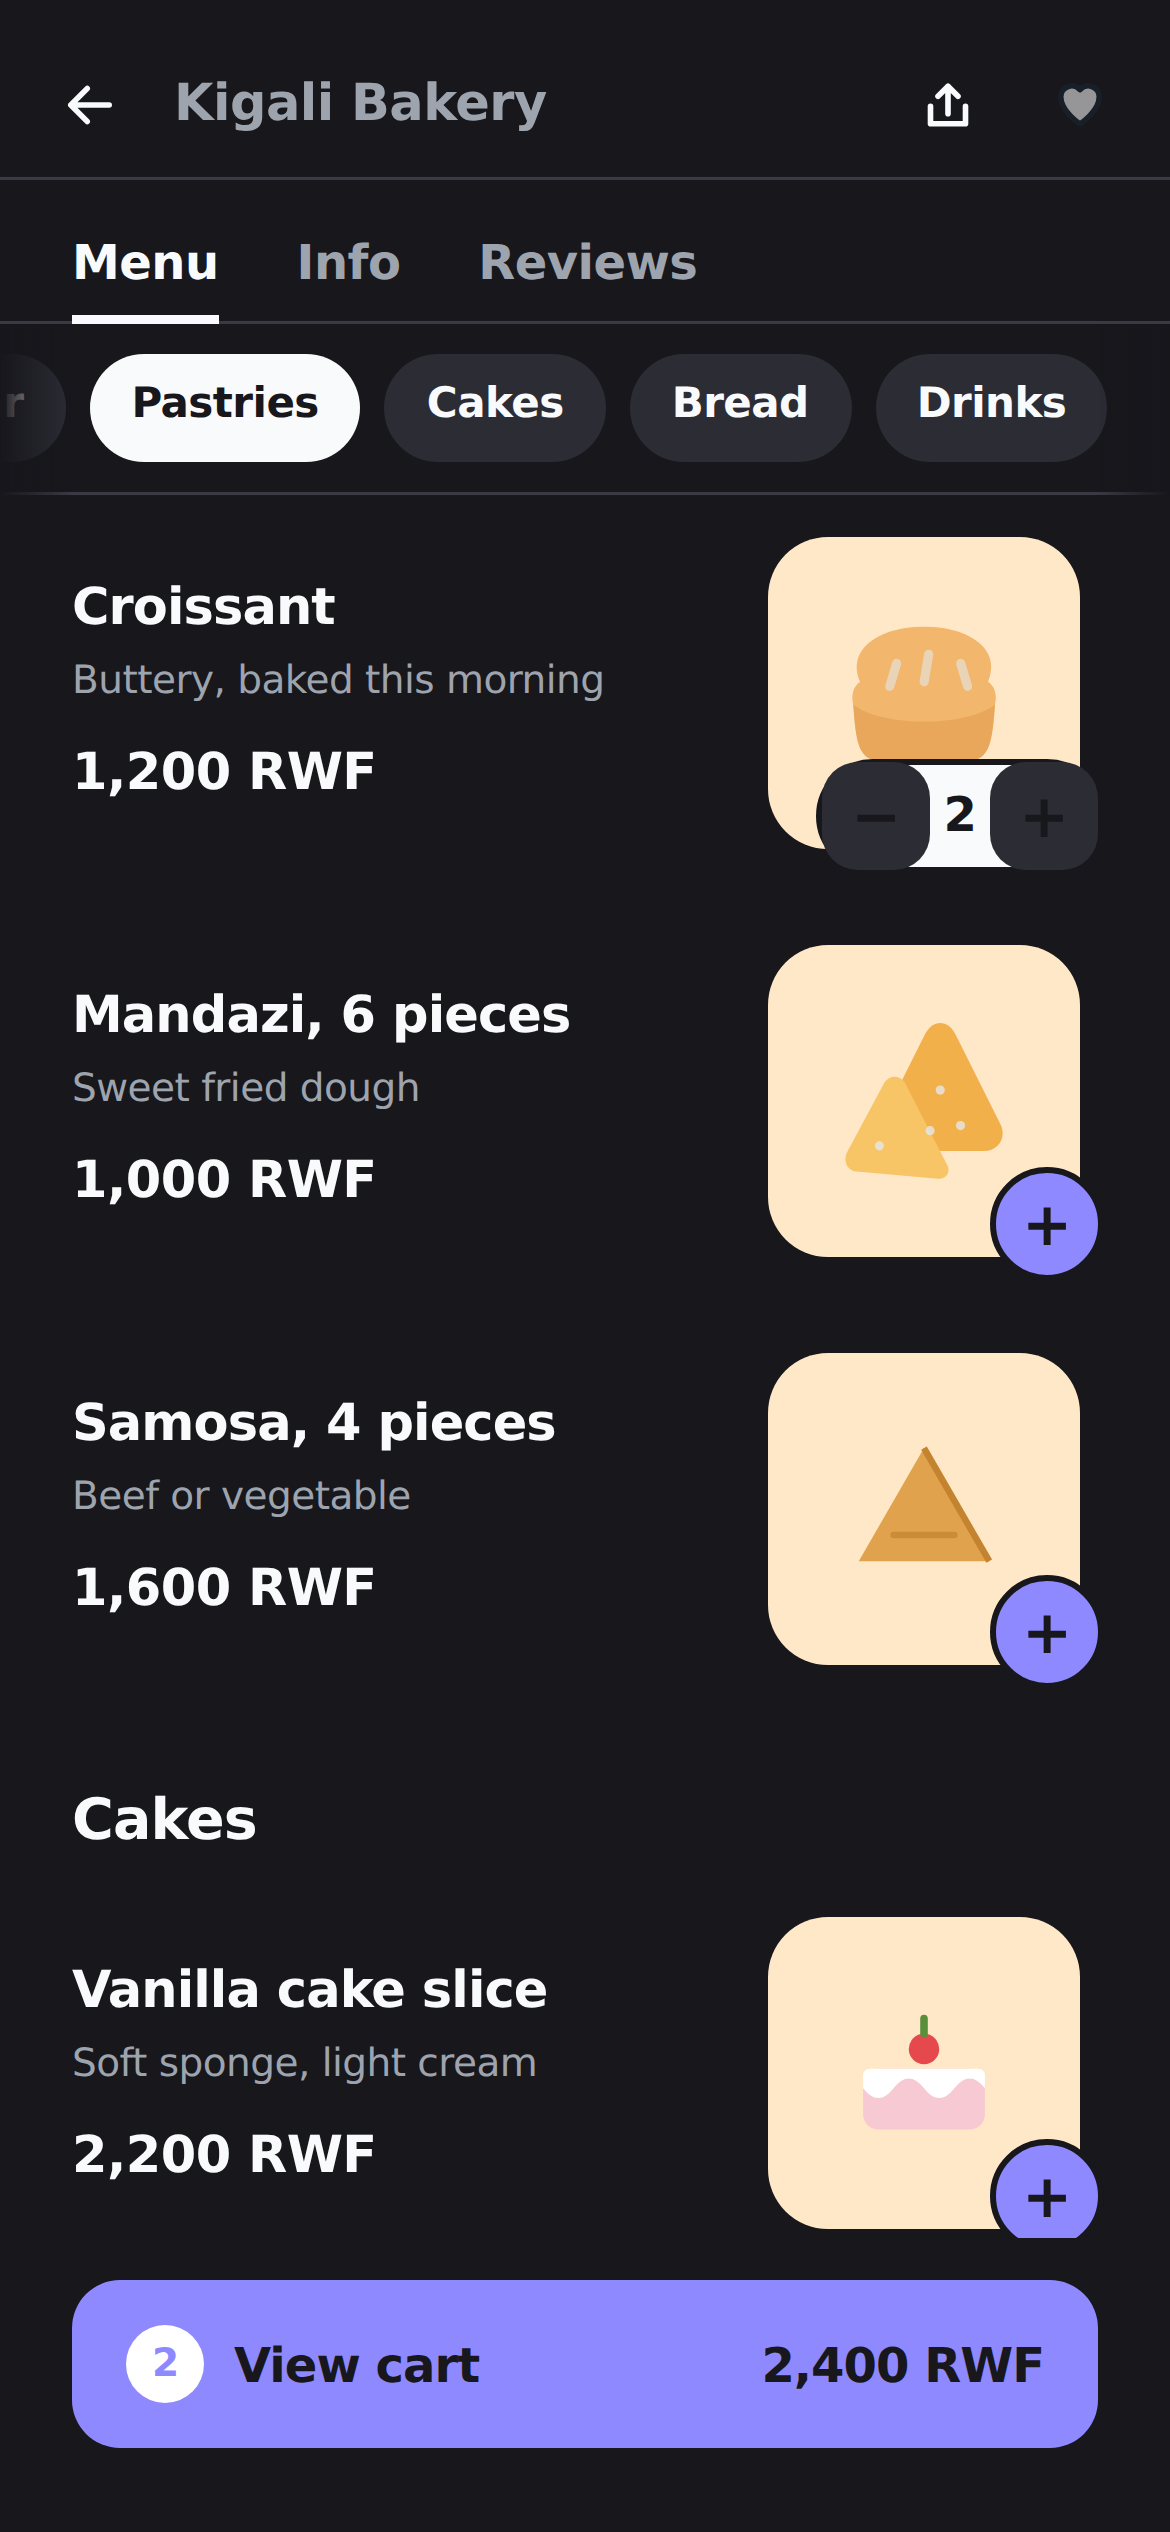 Kigali Bakery
Menu Info Reviews
r Pastries Cakes Bread Drinks
Croissant
Buttery, baked this morning
1,200 RWF
− 2 +
Mandazi, 6 pieces
Sweet fried dough
1,000 RWF
+
Samosa, 4 pieces
Beef or vegetable
1,600 RWF
+
Cakes
Vanilla cake slice
Soft sponge, light cream
2,200 RWF
+
2 View cart 2,400 RWF